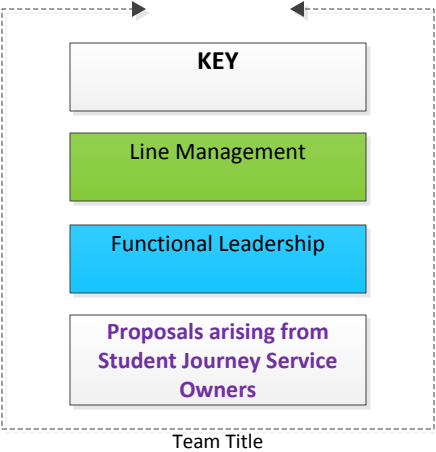 KEY
Line Management
Functional Leadership
Proposals arising from
Student Journey Service
Owners
Team Title